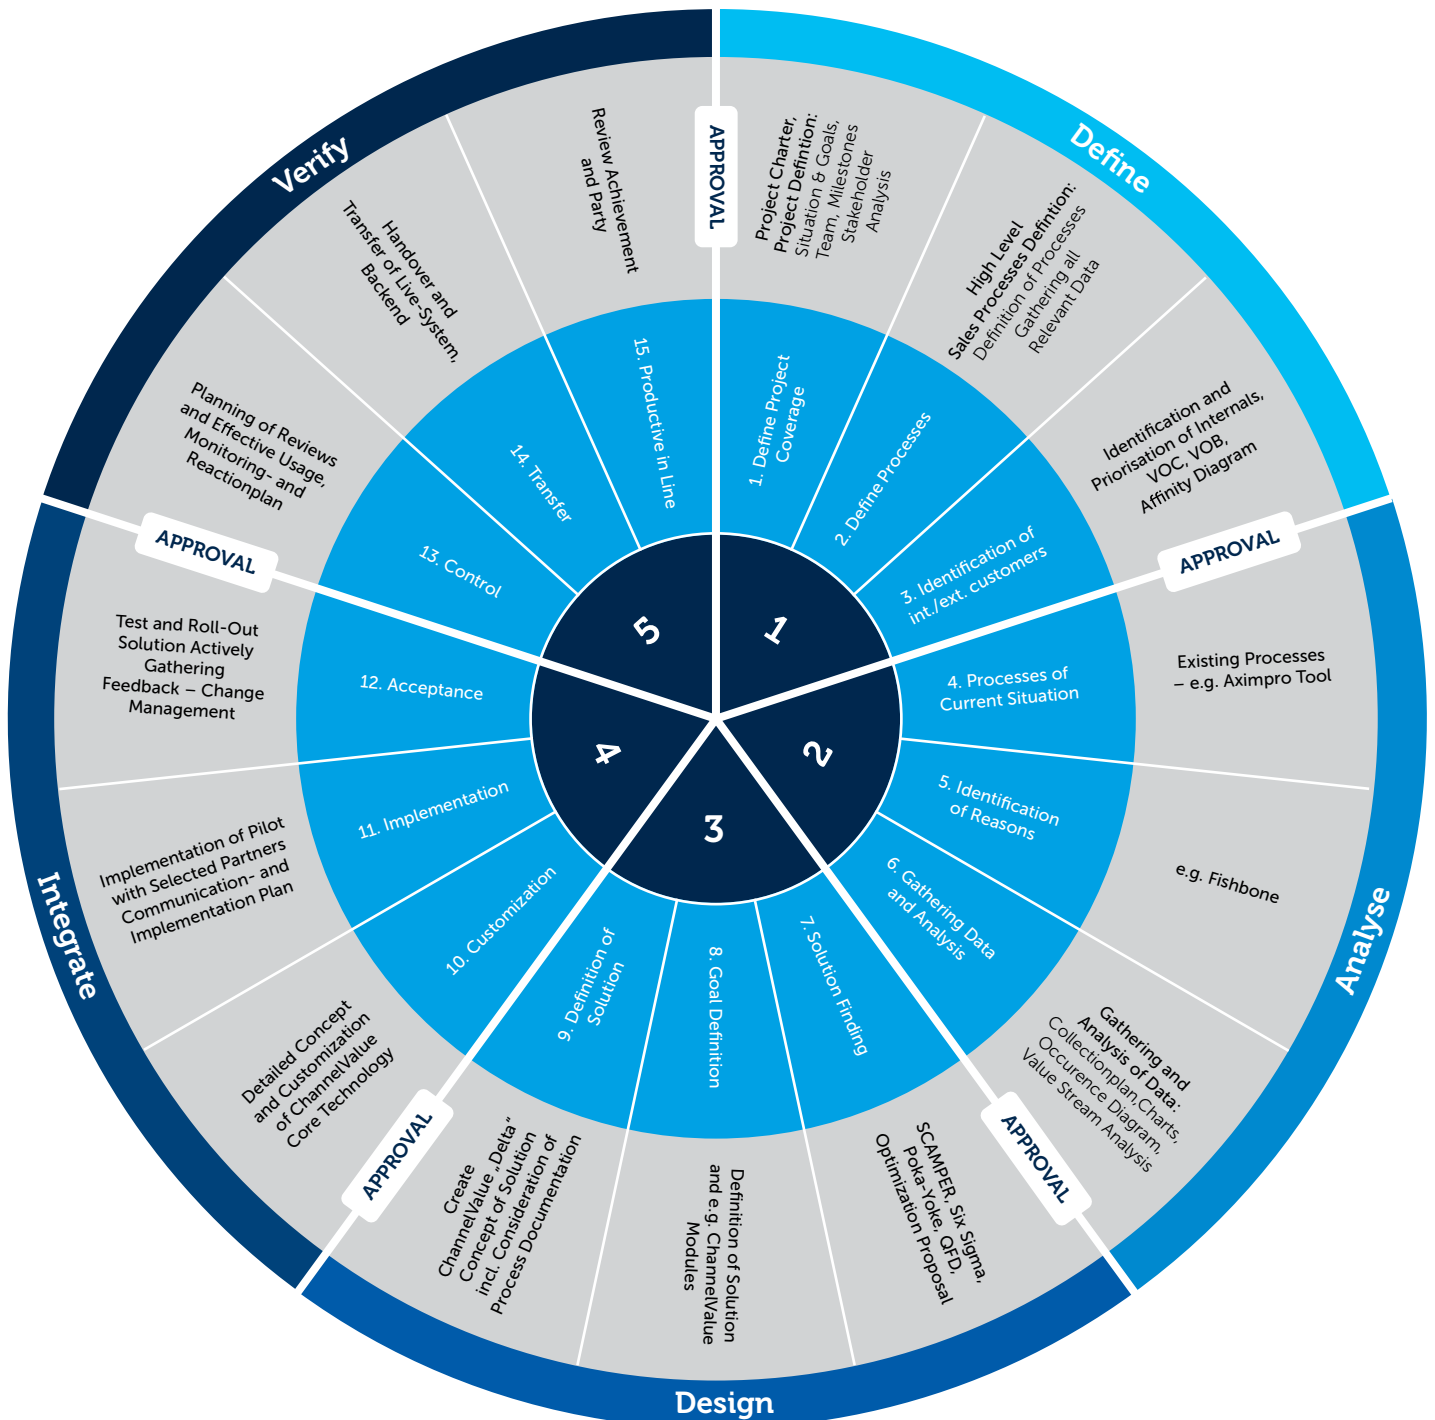 Define
1
APPROVAL
1. Define Project
Coverage
Project Charter,
Project Defintion:
Situation & Goals,
Team, Milestones
Stakeholder
Analysis
2. Define Processes
High Level
Sales Processes Defintion:
Definition of Processes
Gathering all
Relevant Data
3. Identification of
int./ext. customers
Identification and
Priorisation of Internals,
VOC, VOB,
Affinity Diagram
APPROVAL
Analyse
2
4. Processes of
Current Situation
Existing Processes
– e.g. Aximpro Tool
5. Identification
of Reasons
e.g. Fishbone
6. Gathering Data
and Analysis
Gathering and
Analysis of Data:
Collectionplan,Charts,
Occurence Diagram,
Value Stream Analysis
APPROVAL
Design
3
7. Solution Finding
SCAMPER, Six Sigma,
Poka-Yoke, QFD,
Optimization Proposal
8. Goal Definition
Definition of Solution
and e.g. ChannelValue
Modules
9. Definition of
Solution
Create
ChannelValue „Delta“
Concept of Solution
incl. Consideration of
Process Documentation
APPROVAL
Integrate
4
10. Customization
Detailed Concept
and Customization
of ChannelValue
Core Technology
11. Implementation
Implementation of Pilot
with Selected Partners
Communication- and
Implementation Plan
12. Acceptance
Test and Roll-Out
Solution Actively
Gathering
Feedback – Change
Management
APPROVAL
Verify
5
13. Control
Planning of Reviews
and Effective Usage,
Monitoring- and
Reactionplan
14. Transfer
Handover and
Transfer of Live-System,
Backend
15. Productive in Line
Review Achievement
and Party